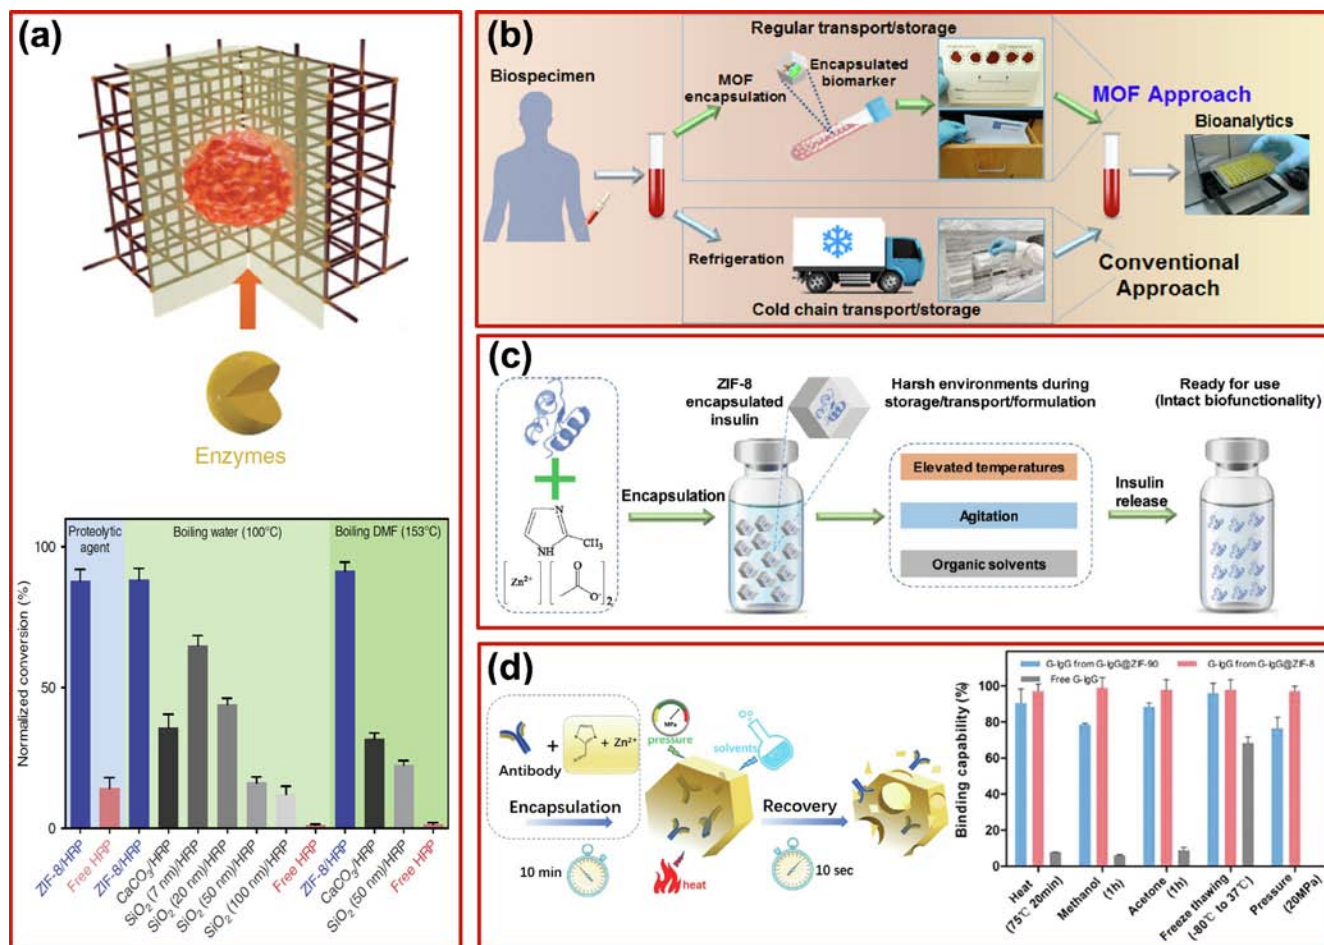 (a)
Enzymes
Proteolytic
agent
Boiling water (100°C)
Boiling DMF (153°C)
Normalized conversion (%)
100
50
0
ZIF-8/HRP
Free HRP
ZIF-8/HRP
CaCO3/HRP
SiO2 (7 nm)/HRP
SiO2 (20 nm)/HRP
SiO2 (50 nm)/HRP
SiO2 (100 nm)/HRP
Free HRP
ZIF-8/HRP
CaCO3/HRP
SiO2 (50 nm)/HRP
Free HRP
(b)
Regular transport/storage
Biospecimen
MOF
encapsulation
Encapsulated
biomarker
MOF Approach
Bioanalytics
Refrigeration
Cold chain transport/storage
Conventional
Approach
(c)
ZIF-8
encapsulated
insulin
Harsh environments during
storage/transport/formulation
Ready for use
(Intact biofunctionality)
Encapsulation
N
NH
CH3
Zn2+
O
O-
2
Elevated temperatures
Agitation
Organic solvents
Insulin
release
(d)
Antibody
+
+ Zn2+
Encapsulation
10 min
MPa
pressure
solvents
heat
Recovery
10 sec
G-IgG from G-IgG@ZIF-90
G-IgG from G-IgG@ZIF-8
Free G-IgG
Binding capability (%)
100
80
60
40
20
0
Heat
(75℃ 20min)
Methanol
(1h)
Acetone
(1h)
Freeze thawing
(-80℃ to 37℃)
Pressure
(20MPa)